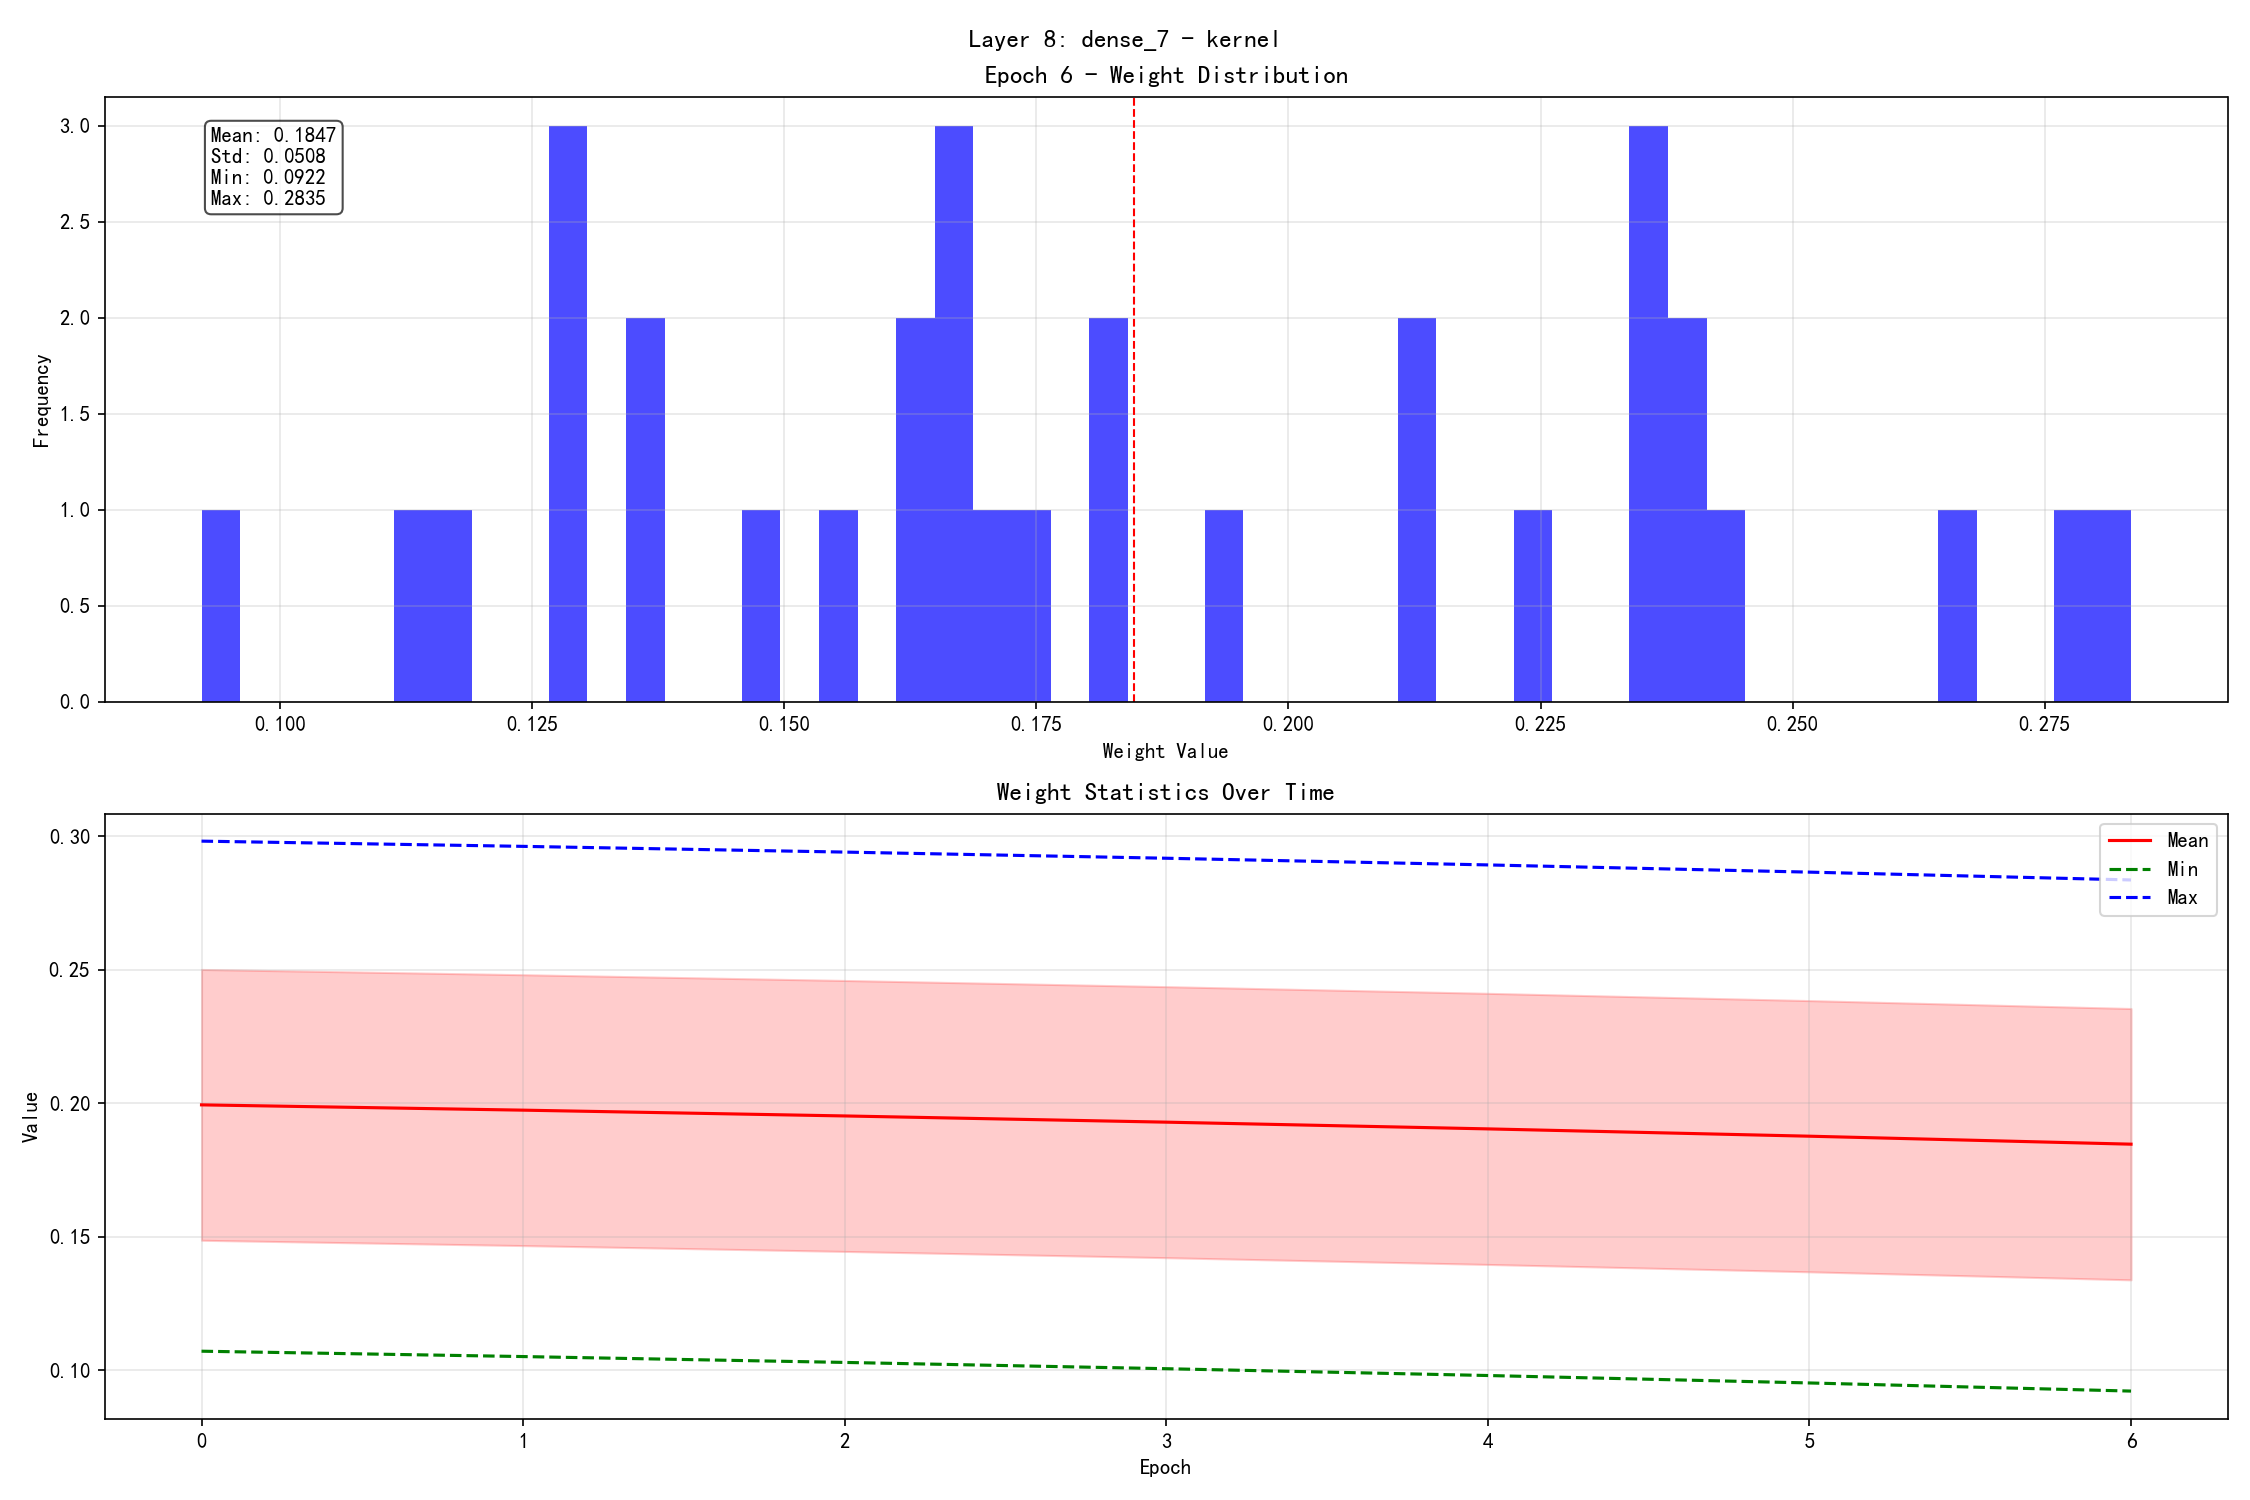 Layer 8: dense_7 - kernel
Epoch 6 - Weight Distribution
Mean: 0.1847
Std: 0.0508
Min: 0.0922
Max: 0.2835
3.0
2.5
2.0
1.5
1.0
0.5
0.0
Frequency
0.100 0.125 0.150 0.175 0.200 0.225 0.250 0.275
Weight Value
Weight Statistics Over Time
Mean
Min
Max
0.30
0.25
0.20
0.15
0.10
Value
0 1 2 3 4 5 6
Epoch